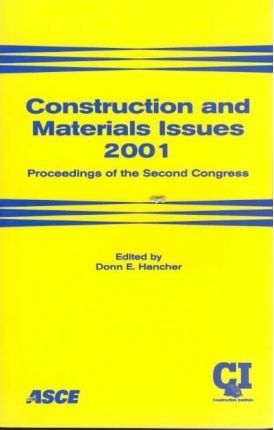 Construction and
Materials Issues
2001
Proceedings of the Second Congress
Edited by
Donn E. Hancher
ASCE
CI
Construction Institute